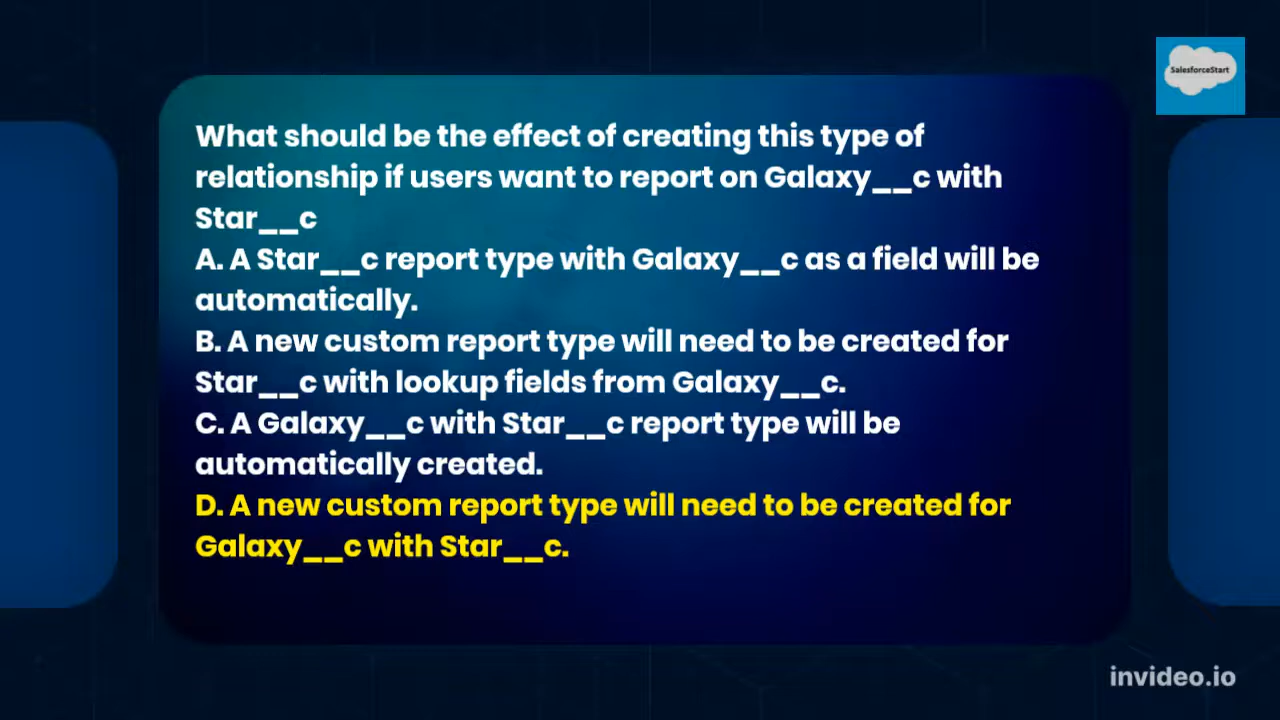 SalesforceStart
What should be the effect of creating this type of
relationship if users want to report on Galaxy__c with
Star__c
A. A Star__c report type with Galaxy__c as a field will be
automatically.
B. A new custom report type will need to be created for
Star__c with lookup fields from Galaxy__c.
C. A Galaxy__c with Star__c report type will be
automatically created.
D. A new custom report type will need to be created for
Galaxy__c with Star__c.
invideo.io